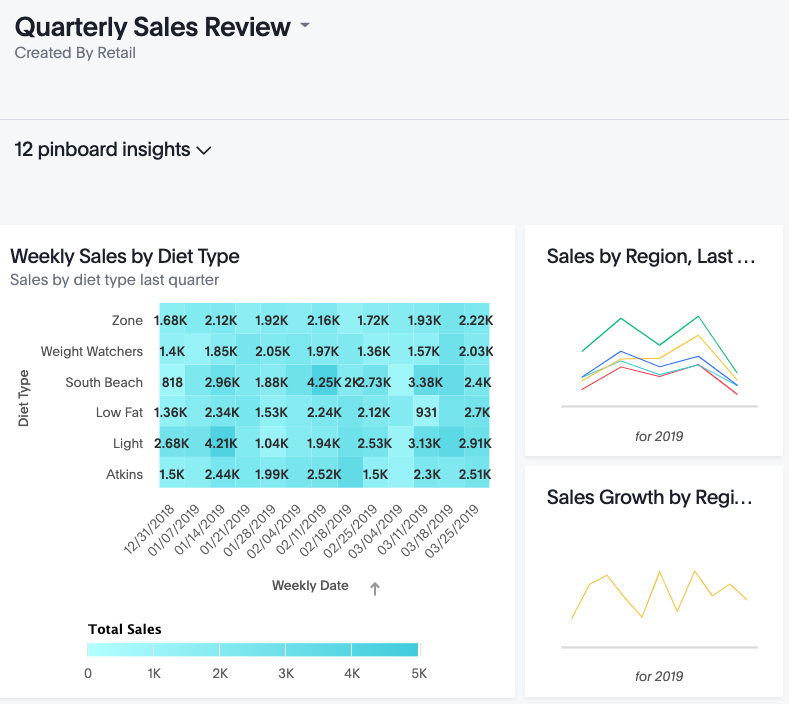 Quarterly Sales Review
Created By Retail
12 pinboard insights
Weekly Sales by Diet Type
Sales by diet type last quarter
Diet Type
Zone 1.68K 2.12K 1.92K 2.16K 1.72K 1.93K 2.22K
Weight Watchers 1.4K 1.85K 2.05K 1.97K 1.36K 1.57K 2.03K
South Beach 818 2.96K 1.88K 4.25K 2K 2.73K 3.38K 2.4K
Low Fat 1.36K 2.34K 1.53K 2.24K 2.12K 931 2.7K
Light 2.68K 4.21K 1.04K 1.94K 2.53K 3.13K 2.91K
Atkins 1.5K 2.44K 1.99K 2.52K 1.5K 2.3K 2.51K
12/31/2018 01/07/2019 01/14/2019 01/21/2019 01/28/2019 02/04/2019 02/11/2019 02/18/2019 02/25/2019 03/04/2019 03/11/2019 03/18/2019 03/25/2019
Weekly Date
Total Sales
0 1K 2K 3K 4K 5K
Sales by Region, Last ...
for 2019
Sales Growth by Regi...
for 2019